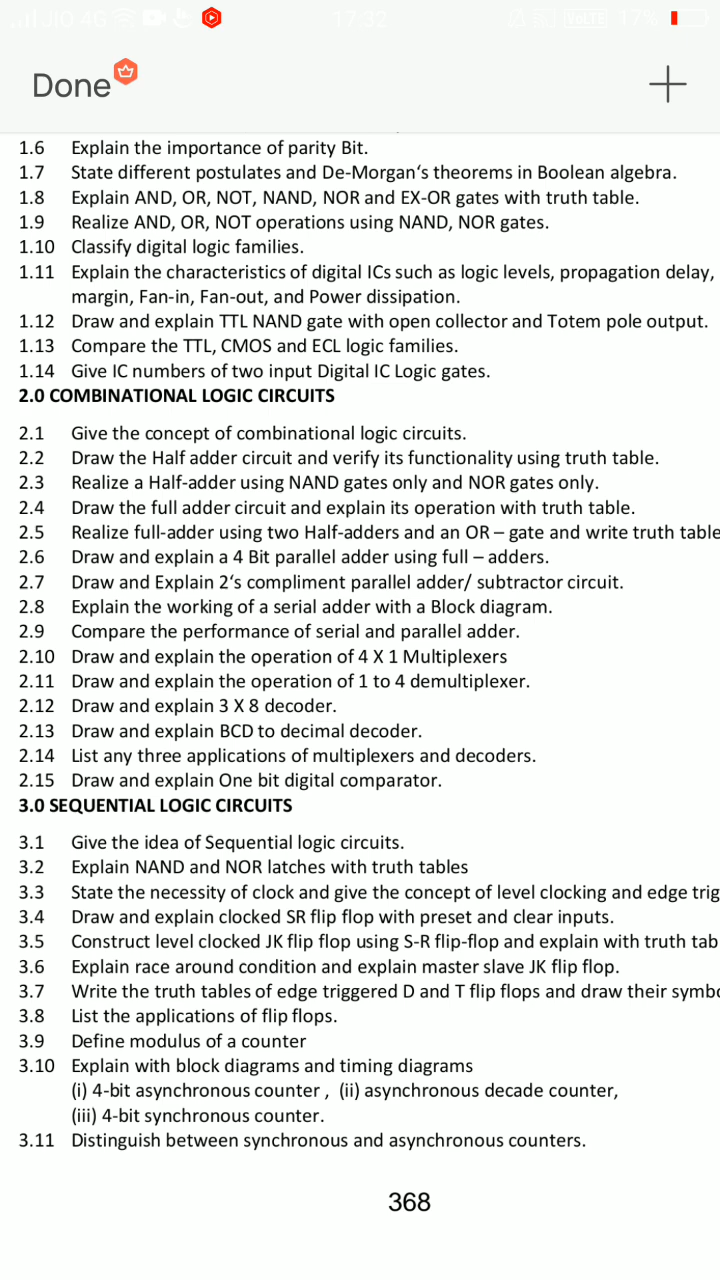 JIO 4G 17:32 VoLTE 17%
Done
1.6 Explain the importance of parity Bit.
1.7 State different postulates and De-Morgan‘s theorems in Boolean algebra.
1.8 Explain AND, OR, NOT, NAND, NOR and EX-OR gates with truth table.
1.9 Realize AND, OR, NOT operations using NAND, NOR gates.
1.10 Classify digital logic families.
1.11 Explain the characteristics of digital ICs such as logic levels, propagation delay,
margin, Fan-in, Fan-out, and Power dissipation.
1.12 Draw and explain TTL NAND gate with open collector and Totem pole output.
1.13 Compare the TTL, CMOS and ECL logic families.
1.14 Give IC numbers of two input Digital IC Logic gates.
2.0 COMBINATIONAL LOGIC CIRCUITS
2.1 Give the concept of combinational logic circuits.
2.2 Draw the Half adder circuit and verify its functionality using truth table.
2.3 Realize a Half-adder using NAND gates only and NOR gates only.
2.4 Draw the full adder circuit and explain its operation with truth table.
2.5 Realize full-adder using two Half-adders and an OR – gate and write truth table
2.6 Draw and explain a 4 Bit parallel adder using full – adders.
2.7 Draw and Explain 2‘s compliment parallel adder/ subtractor circuit.
2.8 Explain the working of a serial adder with a Block diagram.
2.9 Compare the performance of serial and parallel adder.
2.10 Draw and explain the operation of 4 X 1 Multiplexers
2.11 Draw and explain the operation of 1 to 4 demultiplexer.
2.12 Draw and explain 3 X 8 decoder.
2.13 Draw and explain BCD to decimal decoder.
2.14 List any three applications of multiplexers and decoders.
2.15 Draw and explain One bit digital comparator.
3.0 SEQUENTIAL LOGIC CIRCUITS
3.1 Give the idea of Sequential logic circuits.
3.2 Explain NAND and NOR latches with truth tables
3.3 State the necessity of clock and give the concept of level clocking and edge trig
3.4 Draw and explain clocked SR flip flop with preset and clear inputs.
3.5 Construct level clocked JK flip flop using S-R flip-flop and explain with truth tab
3.6 Explain race around condition and explain master slave JK flip flop.
3.7 Write the truth tables of edge triggered D and T flip flops and draw their symbo
3.8 List the applications of flip flops.
3.9 Define modulus of a counter
3.10 Explain with block diagrams and timing diagrams
(i) 4-bit asynchronous counter , (ii) asynchronous decade counter,
(iii) 4-bit synchronous counter.
3.11 Distinguish between synchronous and asynchronous counters.
368